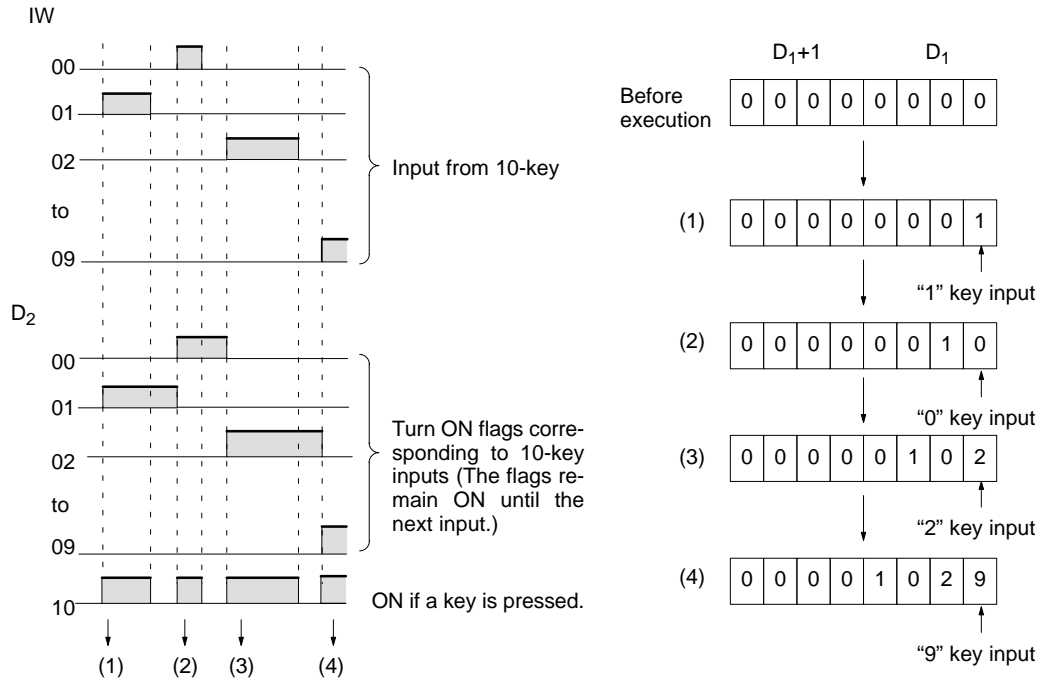 IW
00
01
02
to
09
Input from 10-key
D2
00
01
02
to
09
10
Turn ON flags corre-
sponding to 10-key
inputs (The flags re-
main ON until the
next input.)
ON if a key is pressed.
(1) (2) (3) (4)
D1+1 D1
Before
execution
0 0 0 0 0 0 0 0
(1) 0 0 0 0 0 0 0 1
“1” key input
(2) 0 0 0 0 0 0 1 0
“0” key input
(3) 0 0 0 0 0 1 0 2
“2” key input
(4) 0 0 0 0 1 0 2 9
“9” key input